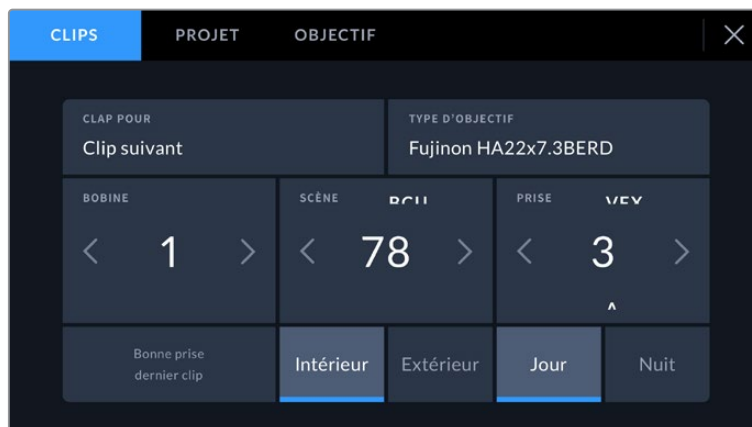 CLIPS PROJET OBJECTIF
CLAP POUR TYPE D'OBJECTIF
Clip suivant Fujinon HA22x7.3BERD
BOBINE SCÈNE PRISE
1 78 3
Bonne prise
dernier clip
Intérieur Extérieur Jour Nuit